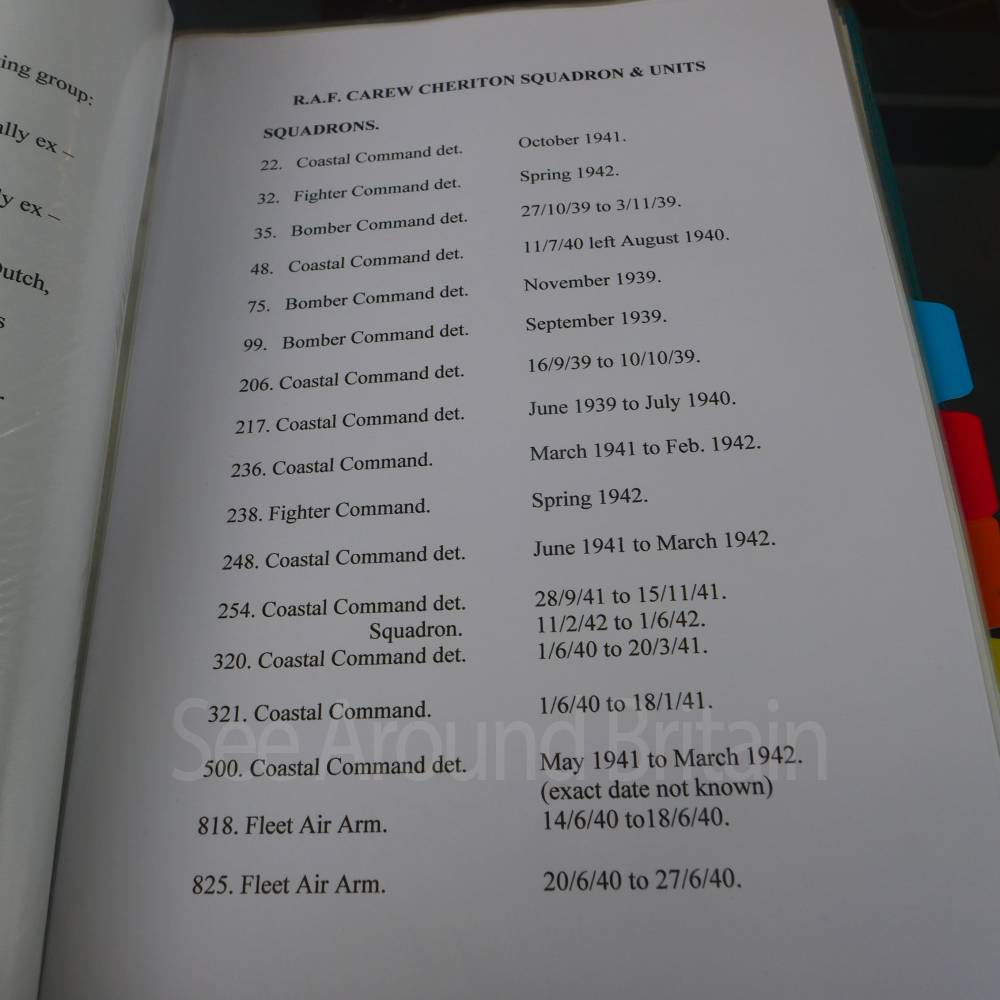 ing group:
ally ex –
y ex –
utch,
s
R.A.F. CAREW CHERITON SQUADRON & UNITS
SQUADRONS.
22. Coastal Command det. October 1941.
32. Fighter Command det. Spring 1942.
35. Bomber Command det. 27/10/39 to 3/11/39.
48. Coastal Command det. 11/7/40 left August 1940.
75. Bomber Command det. November 1939.
99. Bomber Command det. September 1939.
206. Coastal Command det. 16/9/39 to 10/10/39.
217. Coastal Command det. June 1939 to July 1940.
236. Coastal Command. March 1941 to Feb. 1942.
238. Fighter Command. Spring 1942.
248. Coastal Command det. June 1941 to March 1942.
254. Coastal Command det. 28/9/41 to 15/11/41.
Squadron. 11/2/42 to 1/6/42.
320. Coastal Command det. 1/6/40 to 20/3/41.
321. Coastal Command. 1/6/40 to 18/1/41.
See Around Britain
500. Coastal Command det. May 1941 to March 1942.
(exact date not known)
818. Fleet Air Arm. 14/6/40 to18/6/40.
825. Fleet Air Arm. 20/6/40 to 27/6/40.